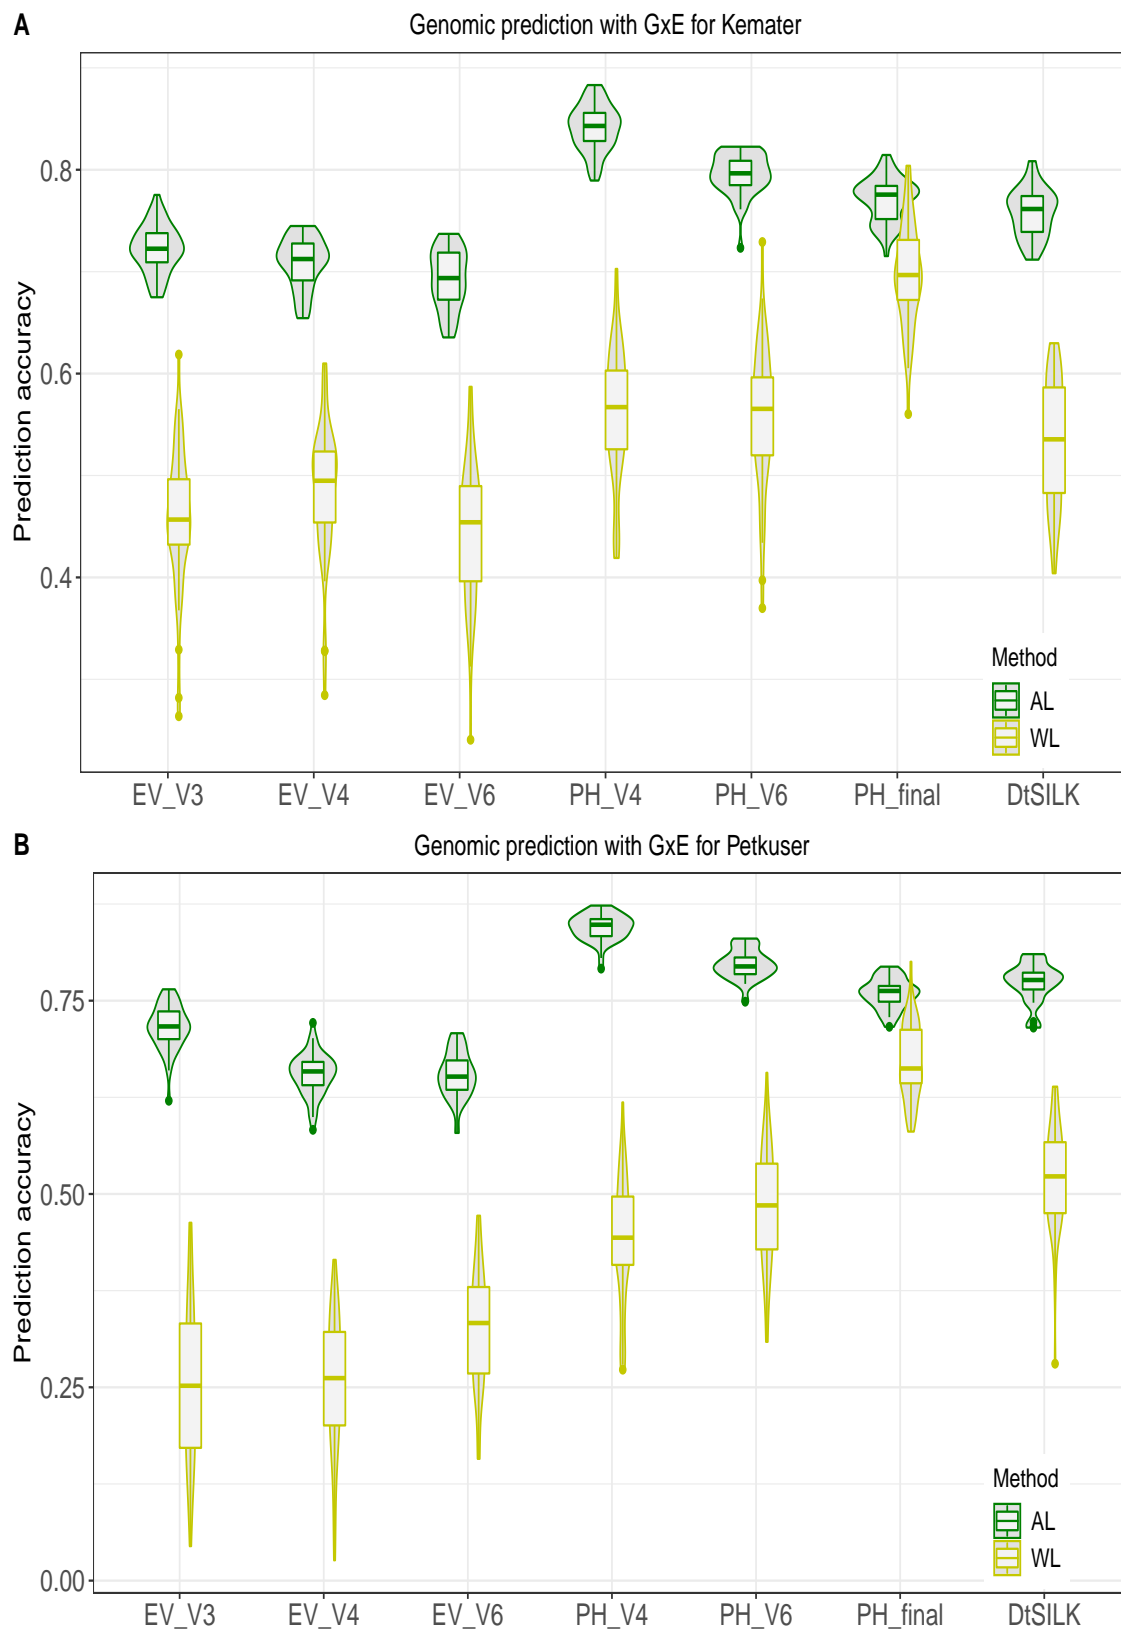 A
Genomic prediction with GxE for Kemater
Prediction accuracy
0.8
0.6
0.4
Method
AL
WL
EV_V3 EV_V4 EV_V6 PH_V4 PH_V6 PH_final DtSILK
B
Genomic prediction with GxE for Petkuser
Prediction accuracy
0.75
0.50
0.25
0.00
Method
AL
WL
EV_V3 EV_V4 EV_V6 PH_V4 PH_V6 PH_final DtSILK